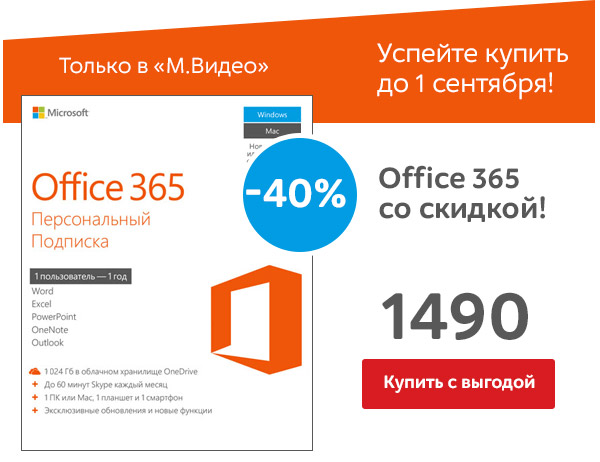 Только в «М.Видео»
Успейте купить
до 1 сентября!
Microsoft
Windows
Mac
Office 365
Персональный
Подписка
-40%
Office 365
со скидкой!
1 пользователь — 1 год
Word
Excel
PowerPoint
OneNote
Outlook
1490
Купить с выгодой
1 024 Гб в облачном хранилище OneDrive
+ До 60 минут Skype каждый месяц
+ 1 ПК или Mac, 1 планшет и 1 смартфон
+ Эксклюзивные обновления и новые функции